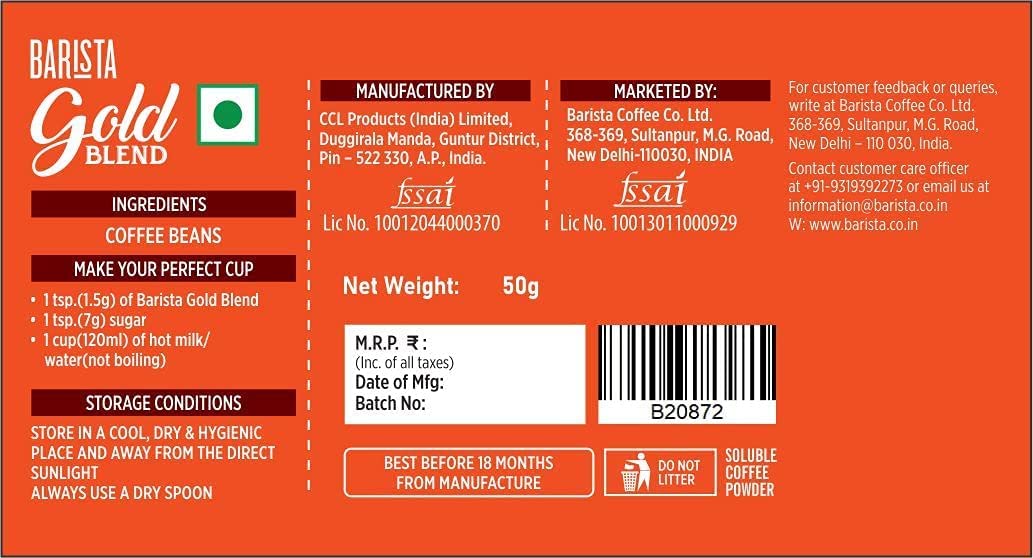 BARISTA
Gold
BLEND
INGREDIENTS
COFFEE BEANS
MAKE YOUR PERFECT CUP
• 1 tsp.(1.5g) of Barista Gold Blend
• 1 tsp.(7g) sugar
• 1 cup(120ml) of hot milk/
water(not boiling)
STORAGE CONDITIONS
STORE IN A COOL, DRY & HYGIENIC
PLACE AND AWAY FROM THE DIRECT
SUNLIGHT
ALWAYS USE A DRY SPOON
MANUFACTURED BY
CCL Products (India) Limited,
Duggirala Manda, Guntur District,
Pin – 522 330, A.P., India.
fssai
Lic No. 10012044000370
MARKETED BY:
Barista Coffee Co. Ltd.
368-369, Sultanpur, M.G. Road,
New Delhi-110030, INDIA
fssai
Lic No. 10013011000929
For customer feedback or queries,
write at Barista Coffee Co. Ltd.
368-369, Sultanpur, M.G. Road,
New Delhi – 110 030, India.
Contact customer care officer
at +91-9319392273 or email us at
information@barista.co.in
W: www.barista.co.in
Net Weight: 50g
M.R.P. ₹ :
(Inc. of all taxes)
Date of Mfg:
Batch No:
B20872
BEST BEFORE 18 MONTHS
FROM MANUFACTURE
DO NOT
LITTER
SOLUBLE
COFFEE
POWDER